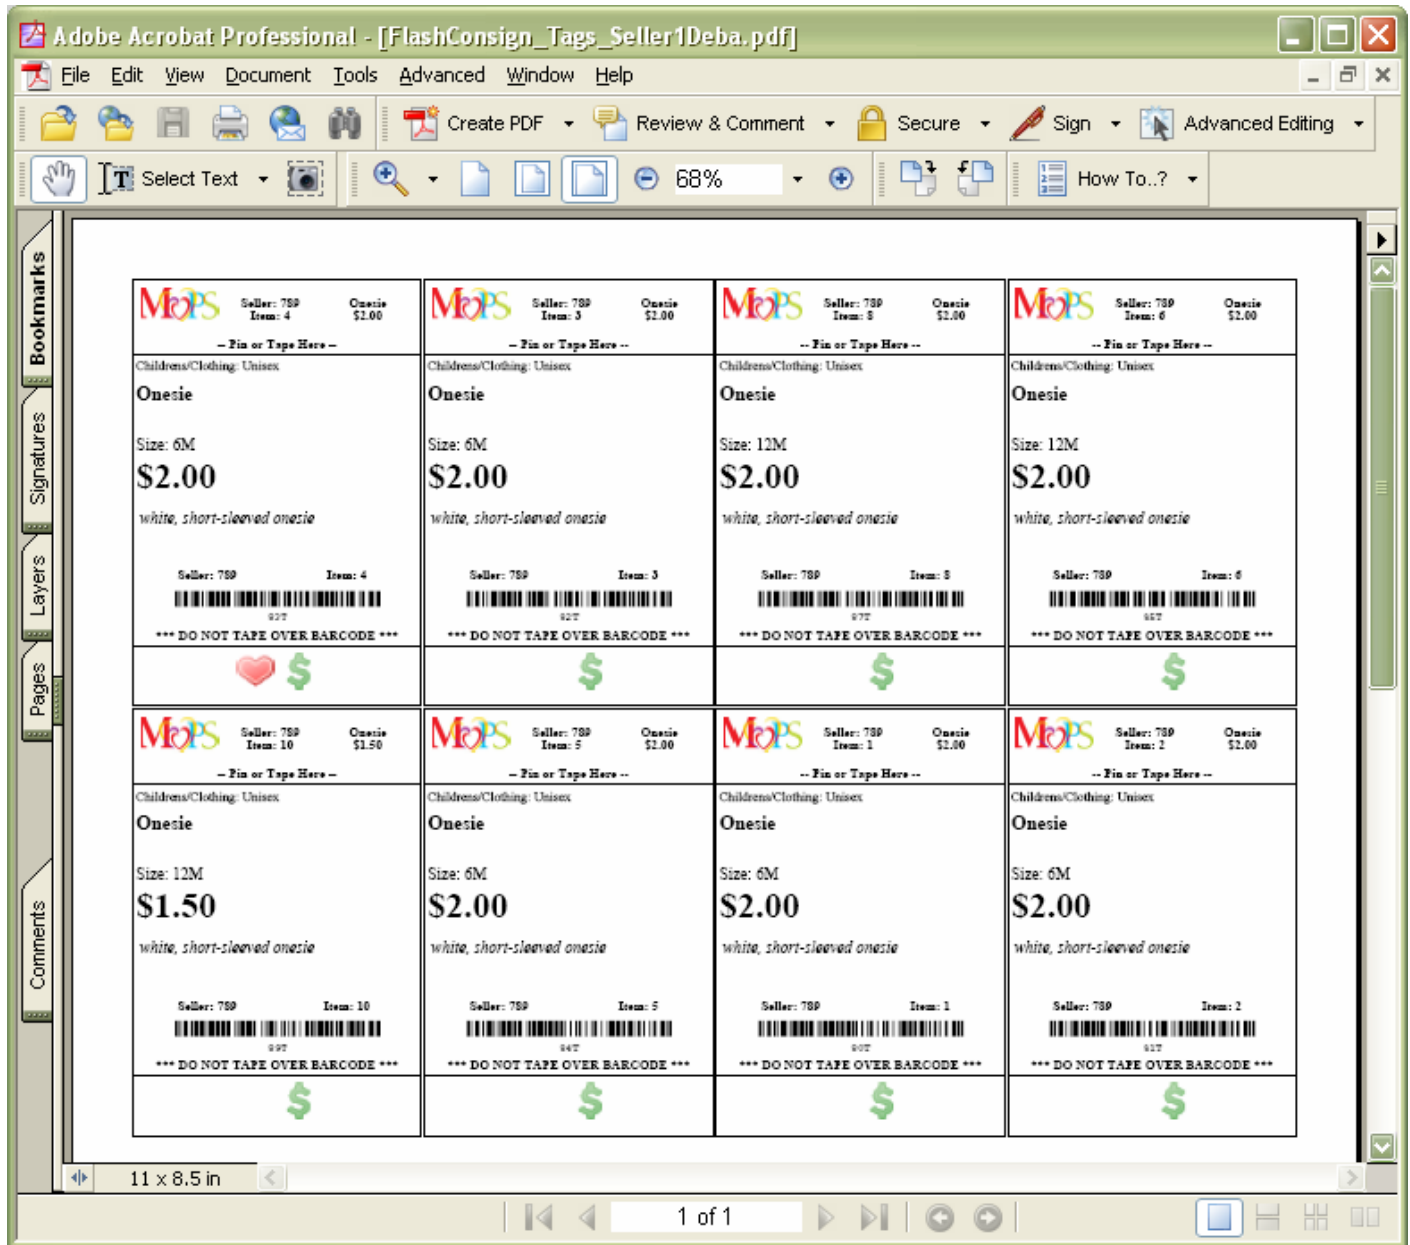 Adobe Acrobat Professional - [FlashConsign_Tags_Seller1Deba.pdf]
File Edit View Document Tools Advanced Window Help
Create PDF Review & Comment Secure Sign Advanced Editing
Select Text 68% How To..?
Bookmarks
Signatures
Layers
Pages
Comments
MOPS Seller: 789 Onesie MOPS Seller: 789 Onesie MOPS Seller: 789 Onesie MOPS Seller: 789 Onesie
Item: 4 $2.00 Item: 3 $2.00 Item: 8 $2.00 Item: 6 $2.00
-- Pin or Tape Here -- -- Pin or Tape Here -- -- Pin or Tape Here -- -- Pin or Tape Here --
Childrens/Clothing: Unisex Childrens/Clothing: Unisex Childrens/Clothing: Unisex Childrens/Clothing: Unisex
Onesie Onesie Onesie Onesie
Size: 6M Size: 6M Size: 12M Size: 12M
$2.00 $2.00 $2.00 $2.00
white, short-sleeved onesie white, short-sleeved onesie white, short-sleeved onesie white, short-sleeved onesie
Seller: 789 Item: 4 Seller: 789 Item: 3 Seller: 789 Item: 8 Seller: 789 Item: 6
93T 92T 97T 95T
*** DO NOT TAPE OVER BARCODE *** *** DO NOT TAPE OVER BARCODE *** *** DO NOT TAPE OVER BARCODE *** *** DO NOT TAPE OVER BARCODE ***
$ $ $ $
MOPS Seller: 789 Onesie MOPS Seller: 789 Onesie MOPS Seller: 789 Onesie MOPS Seller: 789 Onesie
Item: 10 $1.50 Item: 5 $2.00 Item: 1 $2.00 Item: 2 $2.00
-- Pin or Tape Here -- -- Pin or Tape Here -- -- Pin or Tape Here -- -- Pin or Tape Here --
Childrens/Clothing: Unisex Childrens/Clothing: Unisex Childrens/Clothing: Unisex Childrens/Clothing: Unisex
Onesie Onesie Onesie Onesie
Size: 12M Size: 6M Size: 6M Size: 6M
$1.50 $2.00 $2.00 $2.00
white, short-sleeved onesie white, short-sleeved onesie white, short-sleeved onesie white, short-sleeved onesie
Seller: 789 Item: 10 Seller: 789 Item: 5 Seller: 789 Item: 1 Seller: 789 Item: 2
99T 94T 90T 91T
*** DO NOT TAPE OVER BARCODE *** *** DO NOT TAPE OVER BARCODE *** *** DO NOT TAPE OVER BARCODE *** *** DO NOT TAPE OVER BARCODE ***
$ $ $ $
11 x 8.5 in
1 of 1